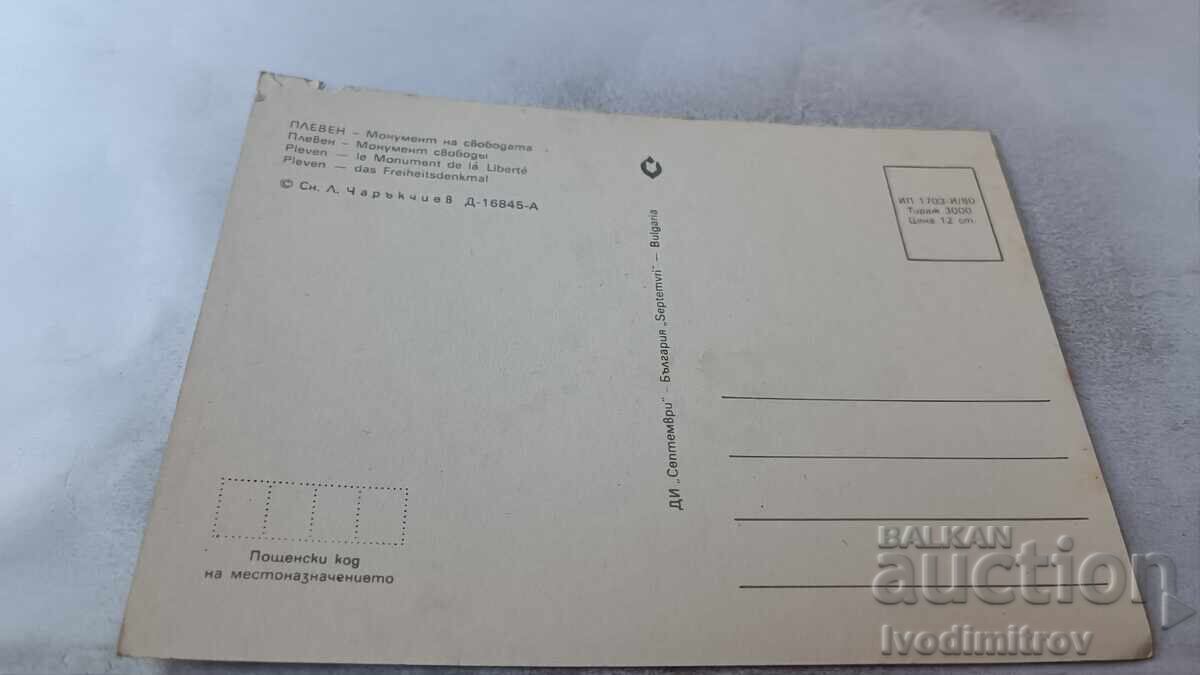 ПЛЕВЕН – Монумент на свободата
Плевен – Монумент свободы
Pleven — le Monument de la Liberté
Pleven — das Freiheitsdenkmal
© Сн. Л. Чаръкчиев Д-16845-А
ДИ „Септември" – България „Septemvri" – Bulgaria
ИП 1703-И/80
Тираж 3000
Цена 12 ст.
Пощенски код
на местоназначението
BALKAN
auction
Ivodimitrov